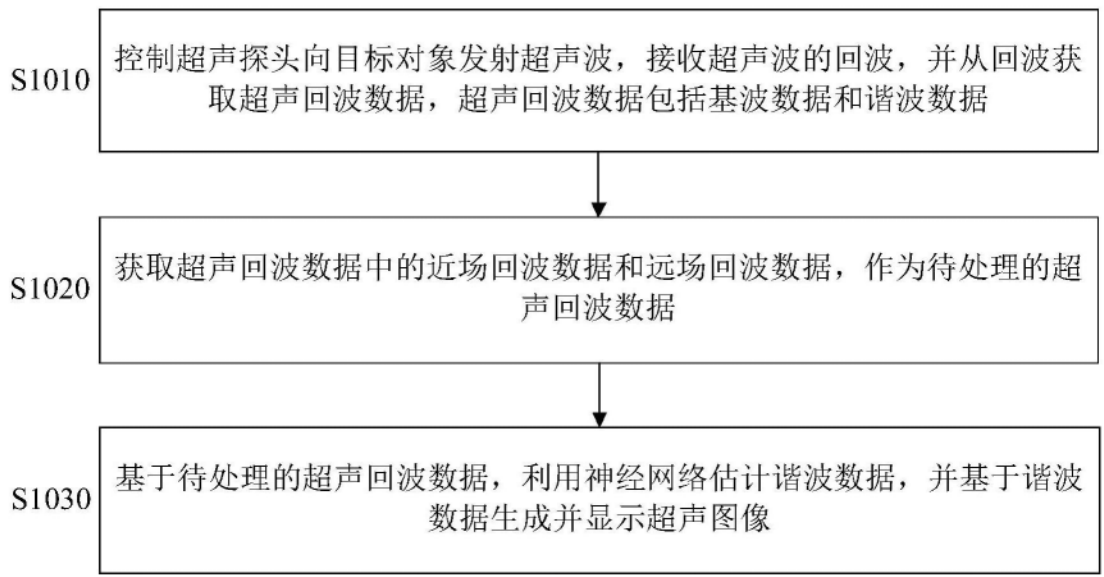 S1010
控制超声探头向目标对象发射超声波，接收超声波的回波，并从回波获
取超声回波数据，超声回波数据包括基波数据和谐波数据
S1020
获取超声回波数据中的近场回波数据和远场回波数据，作为待处理的超
声回波数据
S1030
基于待处理的超声回波数据，利用神经网络估计谐波数据，并基于谐波
数据生成并显示超声图像